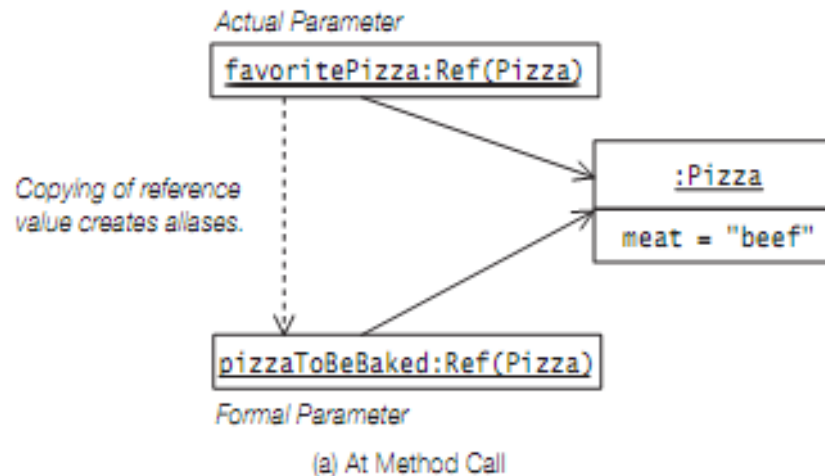 Actual Parameter
favoritePizza:Ref(Pizza)
:Pizza
meat = "beef"
Copying of reference
value creates aliases.
pizzaToBeBaked:Ref(Pizza)
Formal Parameter
(a) At Method Call